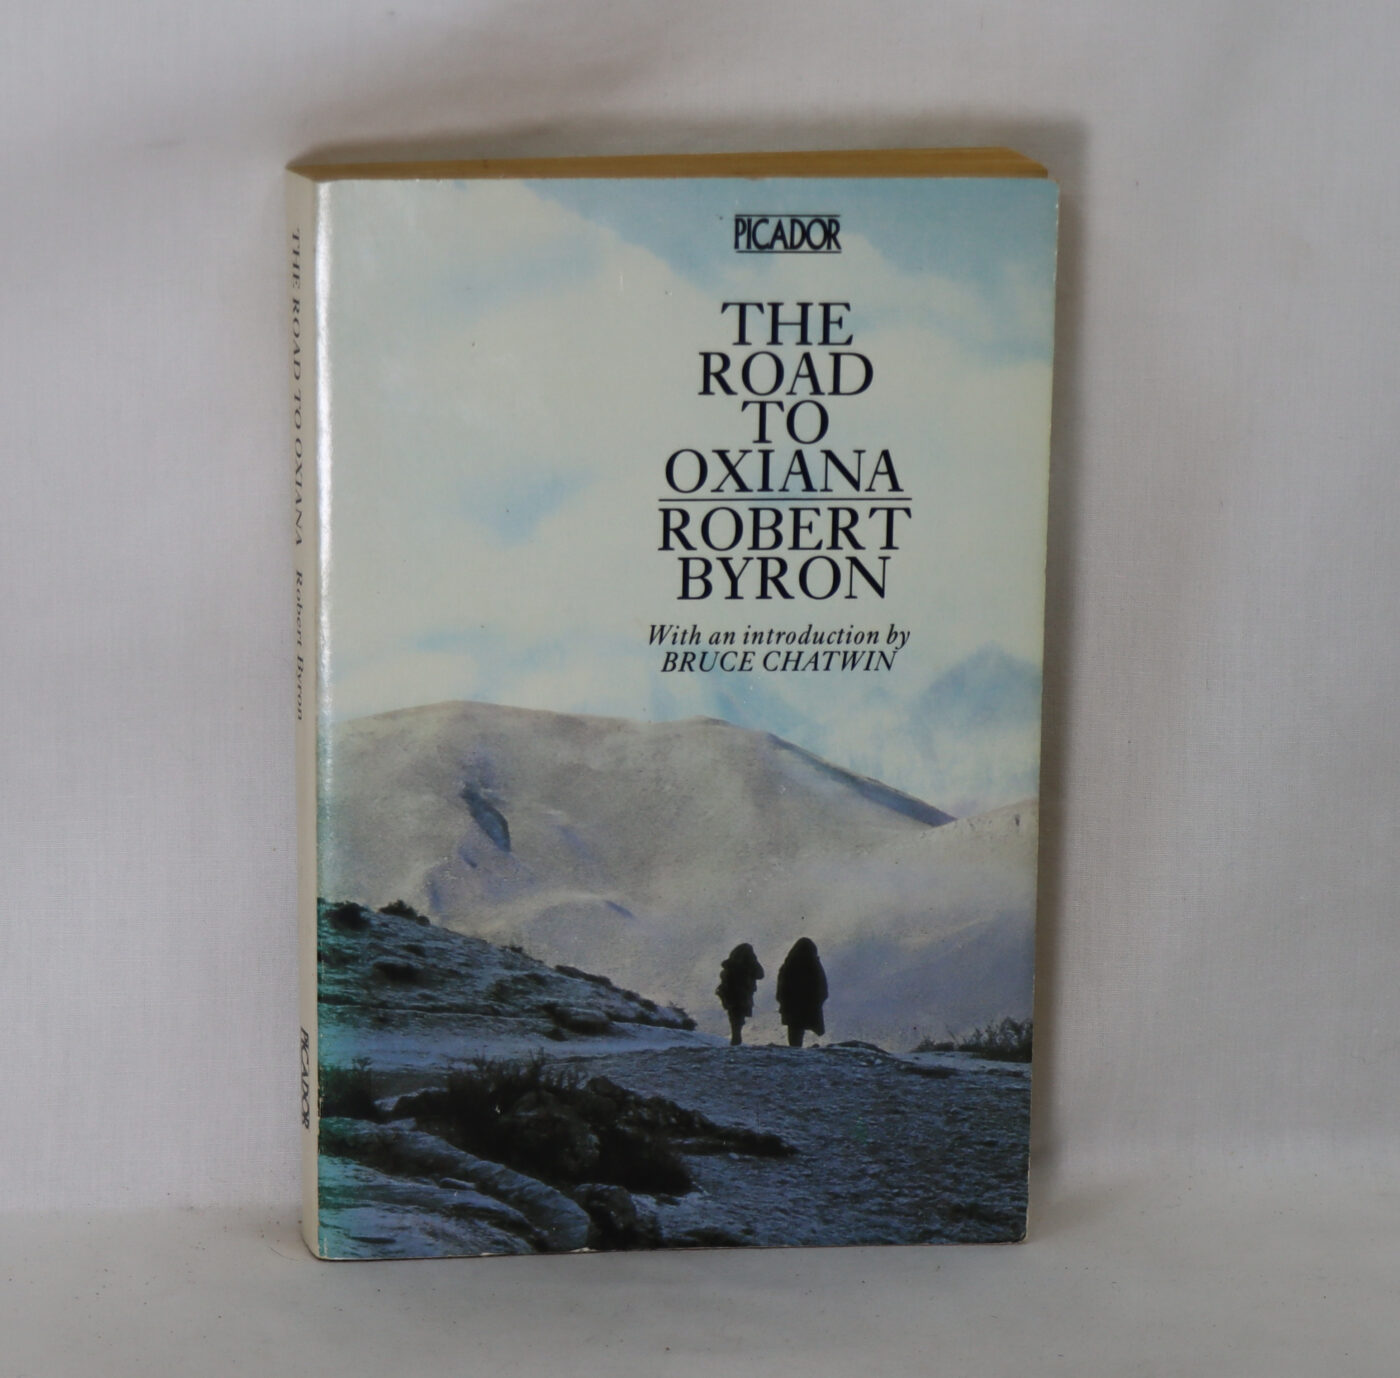 PICADOR
THE
ROAD
TO
OXIANA
ROBERT
BYRON
With an introduction by
BRUCE CHATWIN
THE ROAD TO OXIANA Robert Byron PICADOR